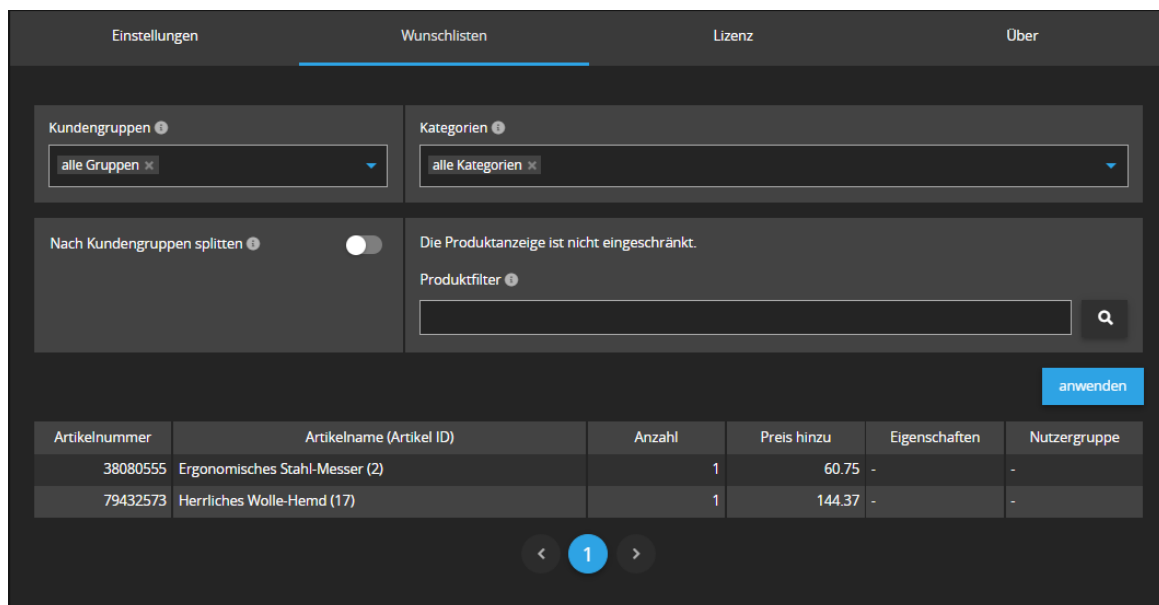 Einstellungen Wunschlisten Lizenz Über
Kundengruppen Kategorien
alle Gruppen × alle Kategorien ×
Nach Kundengruppen splitten Die Produktanzeige ist nicht eingeschränkt.
Produktfilter
anwenden
Artikelnummer Artikelname (Artikel ID) Anzahl Preis hinzu Eigenschaften Nutzergruppe
38080555 Ergonomisches Stahl-Messer (2) 1 60.75 - -
79432573 Herrliches Wolle-Hemd (17) 1 144.37 - -
1